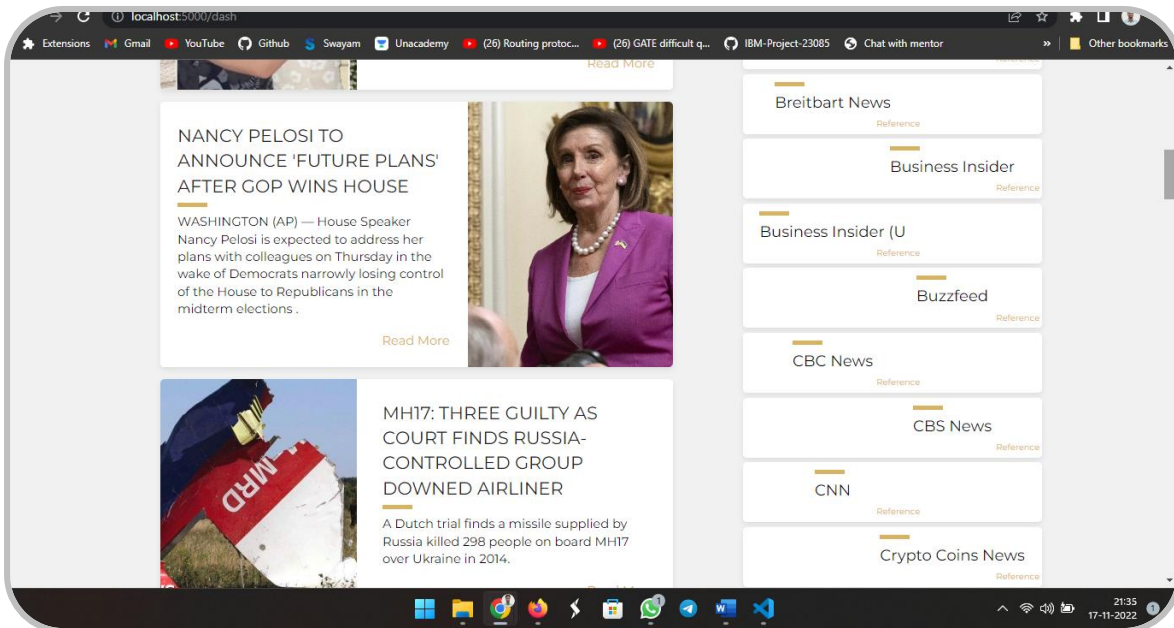 localhost:5000/dash
Extensions Gmail YouTube Github Swayam Unacademy (26) Routing protoc... (26) GATE difficult q... IBM-Project-23085 Chat with mentor » Other bookmarks
Read More
NANCY PELOSI TO
ANNOUNCE 'FUTURE PLANS'
AFTER GOP WINS HOUSE
WASHINGTON (AP) — House Speaker
Nancy Pelosi is expected to address her
plans with colleagues on Thursday in the
wake of Democrats narrowly losing control
of the House to Republicans in the
midterm elections .
Read More
MRD
MH17: THREE GUILTY AS
COURT FINDS RUSSIA-
CONTROLLED GROUP
DOWNED AIRLINER
A Dutch trial finds a missile supplied by
Russia killed 298 people on board MH17
over Ukraine in 2014.
Reference
Breitbart News
Reference
Business Insider
Reference
Business Insider (U
Reference
Buzzfeed
Reference
CBC News
Reference
CBS News
Reference
CNN
Reference
Crypto Coins News
Reference
21:35
17-11-2022
1